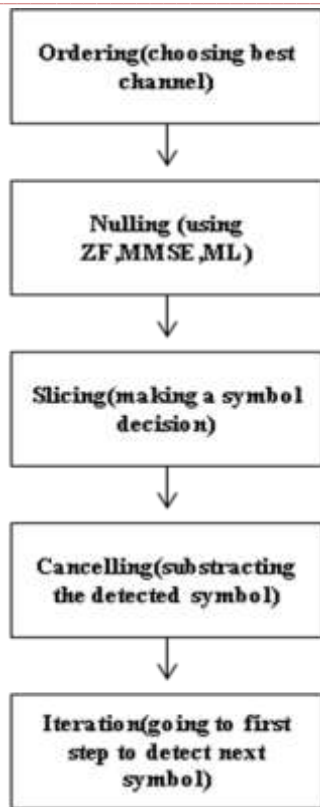 Ordering(choosing best
channel)
Nulling (using
ZF,MMSE,ML)
Slicing(making a symbol
decision)
Cancelling(substracting
the detected symbol)
Iteration(going to first
step to detect next
symbol)